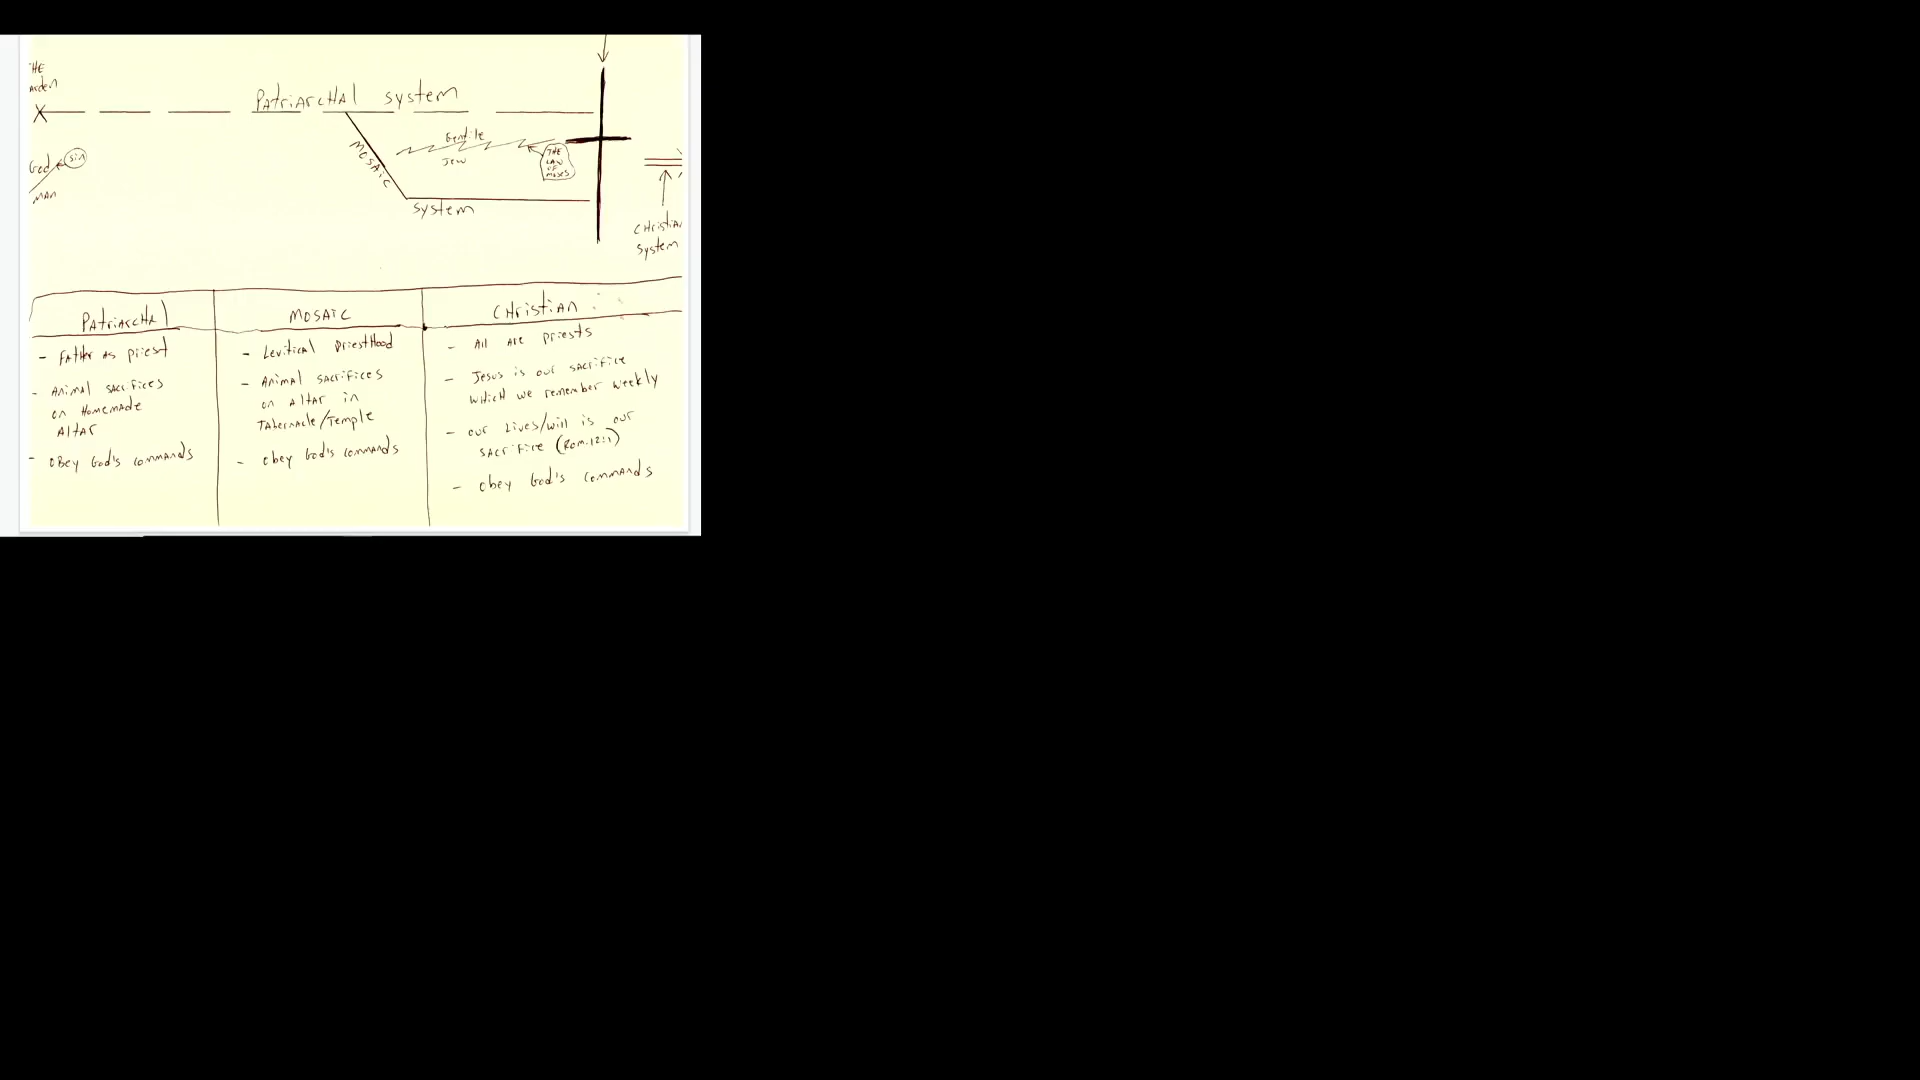 HE
arden
Patriarchal system
X
Gentile
Mosaic
Jew
THE
LAW
OF
MOSES
God
sin
MAN
system
Christian
system
Patriarchal
Mosaic
Christian
- Father as priest
- Animal sacrifices
on Homemade
Altar
- Obey God's commands
- Levitical priesthood
- Animal sacrifices
on altar in
Tabernacle/Temple
- Obey God's commands
- All are priests
- Jesus is our sacrifice
which we remember weekly
- our Lives/will is our
sacrifice (Rom. 12:1)
- Obey God's commands